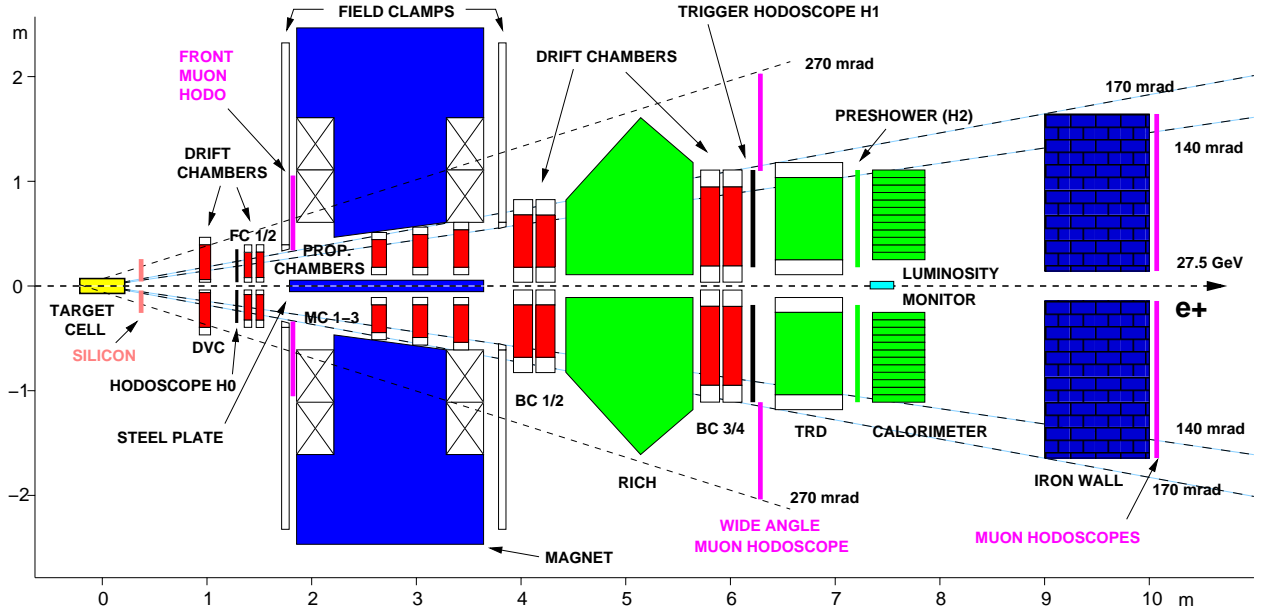 FIELD CLAMPS
TRIGGER HODOSCOPE H1
m
FRONT
MUON
HODO
DRIFT CHAMBERS
270 mrad
2
170 mrad
PRESHOWER (H2)
DRIFT
CHAMBERS
140 mrad
1
FC 1/2
PROP.
CHAMBERS
27.5 GeV
LUMINOSITY
0
MONITOR
e+
TARGET
CELL
MC 1–3
SILICON
DVC
HODOSCOPE H0
−1
BC 1/2
STEEL PLATE
BC 3/4
TRD
CALORIMETER
140 mrad
RICH
IRON WALL
170 mrad
−2
270 mrad
WIDE ANGLE
MUON HODOSCOPE
MUON HODOSCOPES
MAGNET
0 1 2 3 4 5 6 7 8 9 10 m